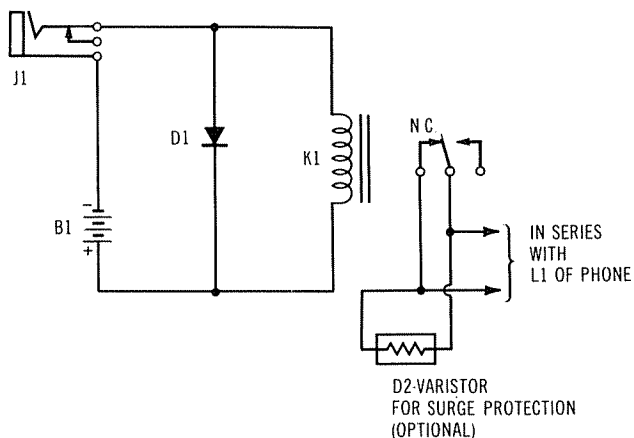 J1
D1
K1
N C.
−
B1
+
IN SERIES
WITH
L1 OF PHONE
D2-VARISTOR
FOR SURGE PROTECTION
(OPTIONAL)